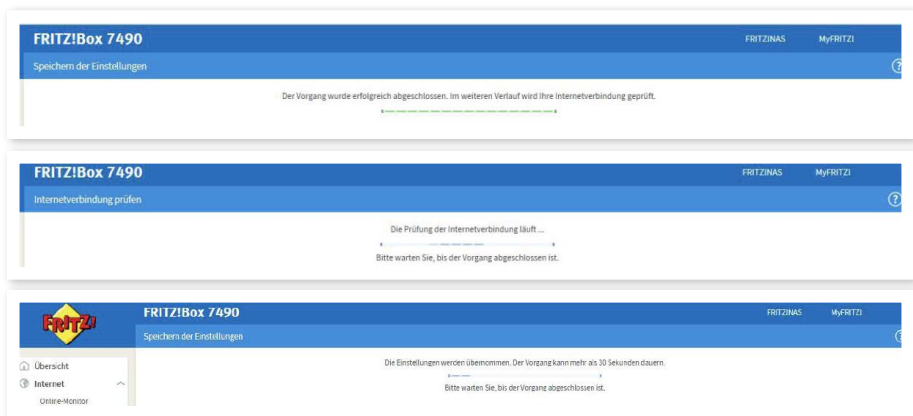 FRITZ!Box 7490
FRITZ!NAS MyFRITZ!
Speichern der Einstellungen
?
Der Vorgang wurde erfolgreich abgeschlossen. Im weiteren Verlauf wird Ihre Internetverbindung geprüft.
FRITZ!Box 7490
FRITZ!NAS MyFRITZ!
Internetverbindung prüfen
?
Die Prüfung der Internetverbindung läuft ...
Bitte warten Sie, bis der Vorgang abgeschlossen ist.
FRITZ!
FRITZ!Box 7490
FRITZ!NAS MyFRITZ!
Speichern der Einstellungen
?
Übersicht
Internet
Online-Monitor
Die Einstellungen werden übernommen. Der Vorgang kann mehr als 30 Sekunden dauern.
Bitte warten Sie, bis der Vorgang abgeschlossen ist.